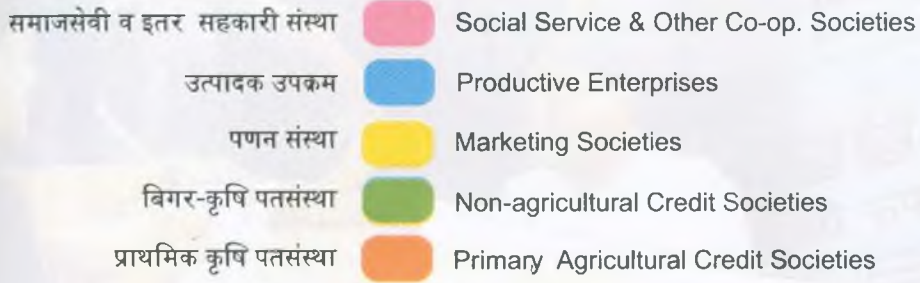 समाजसेवी व इतर सहकारी संस्था Social Service & Other Co-op. Societies
उत्पादक उपक्रम Productive Enterprises
पणन संस्था Marketing Societies
बिगर-कृषि पतसंस्था Non-agricultural Credit Societies
प्राथमिक कृषि पतसंस्था Primary Agricultural Credit Societies